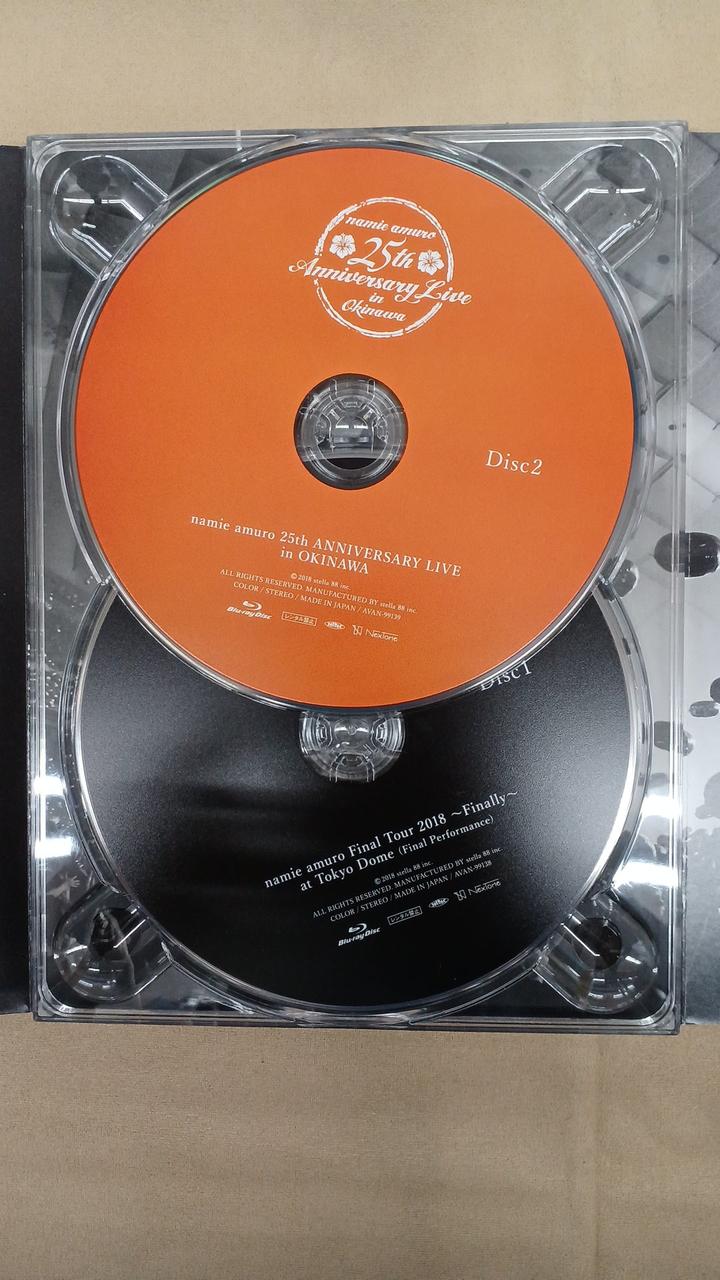 namie amuro
25th
Anniversary Live
in
Okinawa
Disc2
namie amuro 25th ANNIVERSARY LIVE
in OKINAWA
© 2018 stella 88 inc.
ALL RIGHTS RESERVED. MANUFACTURED BY stella 88 inc.
COLOR / STEREO / MADE IN JAPAN / AVAN-99139
Blu-ray Disc レンタル禁止 NexTone
Disc1
namie amuro Final Tour 2018 ~Finally~
at Tokyo Dome (Final Performance)
© 2018 stella 88 inc.
ALL RIGHTS RESERVED. MANUFACTURED BY stella 88 inc.
COLOR / STEREO / MADE IN JAPAN / AVAN-99138
Blu-ray Disc レンタル禁止 NexTone